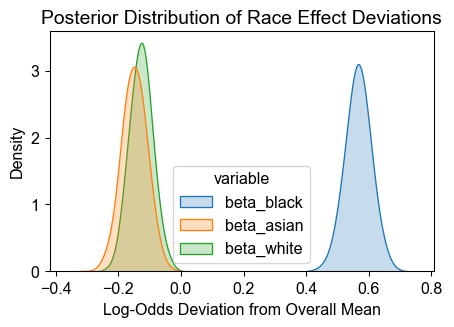 Posterior Distribution of Race Effect Deviations
Density
3
2
1
0
variable
beta_black
beta_asian
beta_white
−0.4 −0.2 0.0 0.2 0.4 0.6 0.8
Log-Odds Deviation from Overall Mean